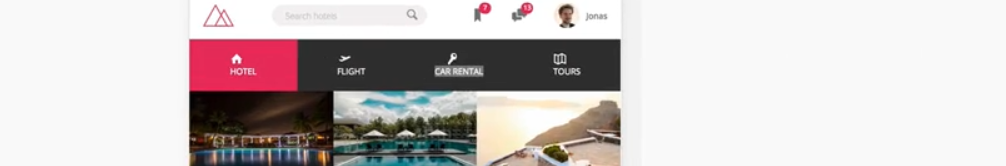 Search hotels
7
13
Jonas
HOTEL
FLIGHT
CAR RENTAL
TOURS